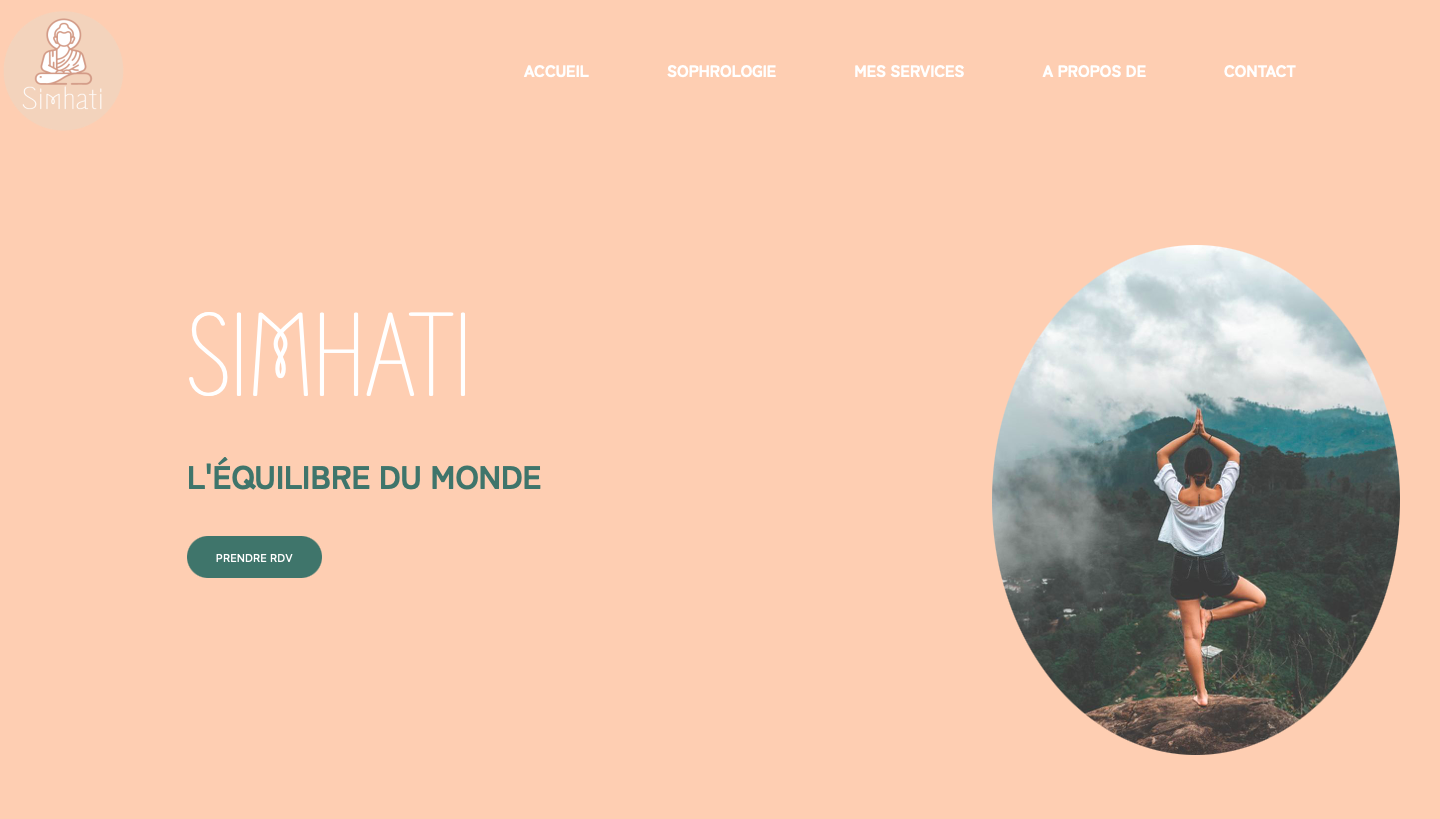 Simhati
ACCUEIL SOPHROLOGIE MES SERVICES A PROPOS DE CONTACT
SIMHATI
L'ÉQUILIBRE DU MONDE
PRENDRE RDV